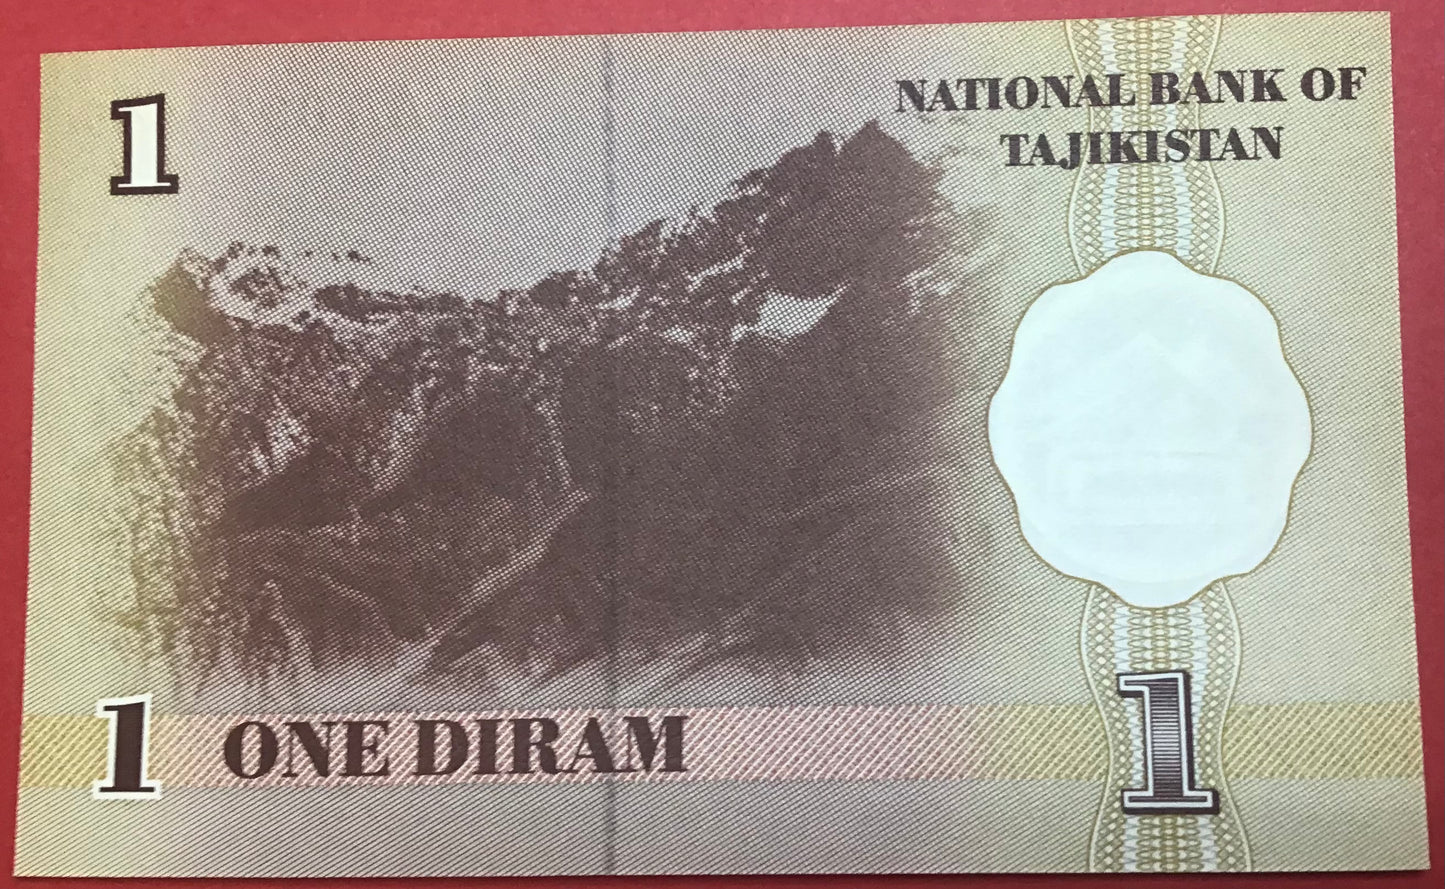 1
NATIONAL BANK OF
TAJIKISTAN
1 ONE DIRAM
1